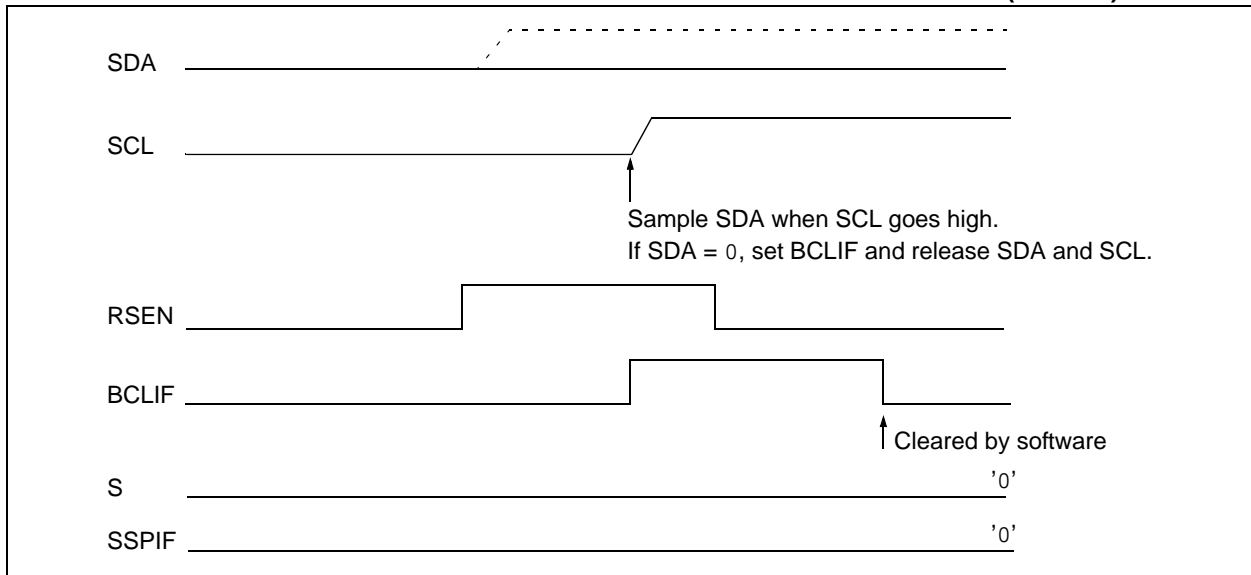 SDA
SCL
Sample SDA when SCL goes high.
If SDA = 0, set BCLIF and release SDA and SCL.
RSEN
BCLIF
Cleared by software
S
'0'
SSPIF
'0'